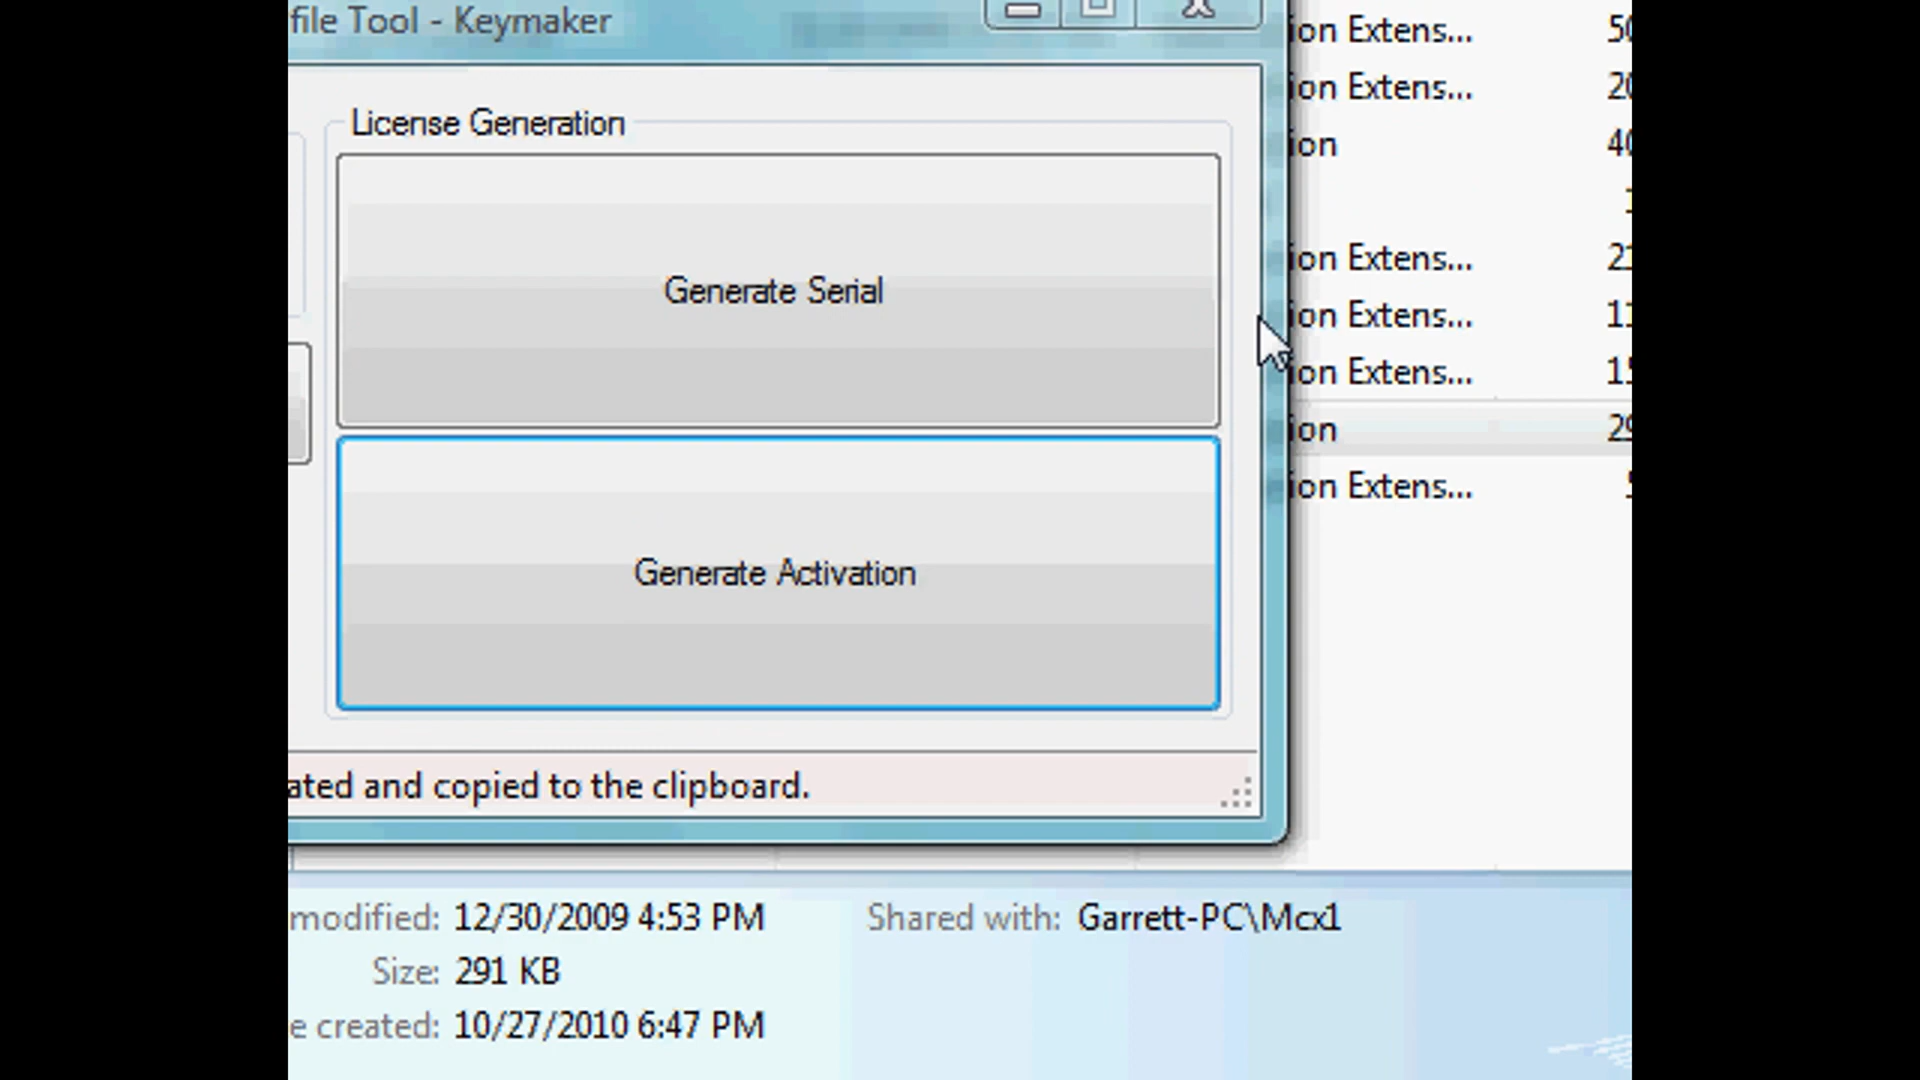 file Tool - Keymaker
License Generation
Generate Serial
Generate Activation
ated and copied to the clipboard.
ion Extens...
ion Extens...
ion
ion Extens...
ion Extens...
ion Extens...
ion
ion Extens...
modified: 12/30/2009 4:53 PM
Shared with: Garrett-PC\Mcx1
Size: 291 KB
e created: 10/27/2010 6:47 PM